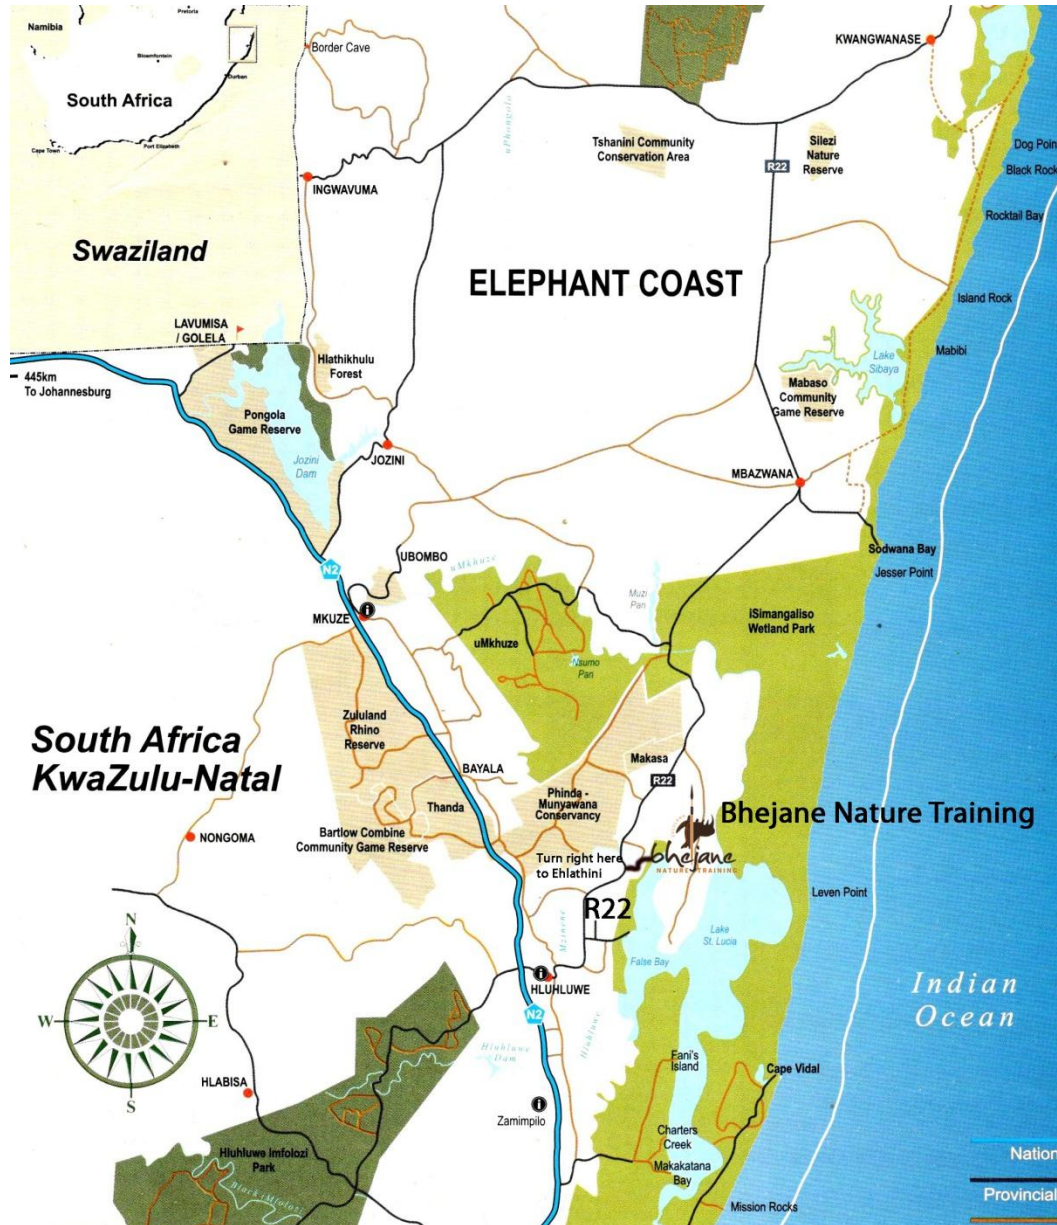 Namibia
Pretoria
Bloemfontein
Durban
South Africa
Cape Town
Port Elizabeth
Border Cave
KWANGWANASE
uPhongolo
Tshanini Community
Conservation Area
Silezi
Nature
Reserve
R22
Dog Poin
Black Rock
INGWAVUMA
Rocktail Bay
Swaziland
ELEPHANT COAST
Island Rock
LAVUMISA
/ GOLELA
Hlathikhulu
Forest
Lake
Sibaya
Mabibi
445km
To Johannesburg
Mabaso
Community
Game Reserve
Pongola
Game Reserve
Jozini
Dam
JOZINI
MBAZWANA
Sodwana Bay
UBOMBO
uMkhuze
N2
Jesser Point
Muzi
Pan
i
MKUZE
iSimangaliso
Wetland Park
uMkhuze
Nsumo
Pan
South Africa
KwaZulu-Natal
Zululand
Rhino
Reserve
Makasa
BAYALA
R22
Thanda
Phinda -
Munyawana
Conservancy
Bhejane Nature Training
NONGOMA
Bartlow Combine
Community Game Reserve
Turn right here
to Ehlathini
bhejane
NATURE TRAINING
Leven Point
R22
Mzinene
Lake
St. Lucia
False Bay
N
W
E
S
i
HLUHLUWE
Indian
Ocean
N2
Hluhluwe
Dam
Hluhluwe
Fani's
Island
Cape Vidal
HLABISA
i
Zamimpilo
Charters
Creek
Hluhluwe Imfolozi
Park
Makakatana
Bay
Black iMfolozi
Mission Rocks
Nation
Provincial